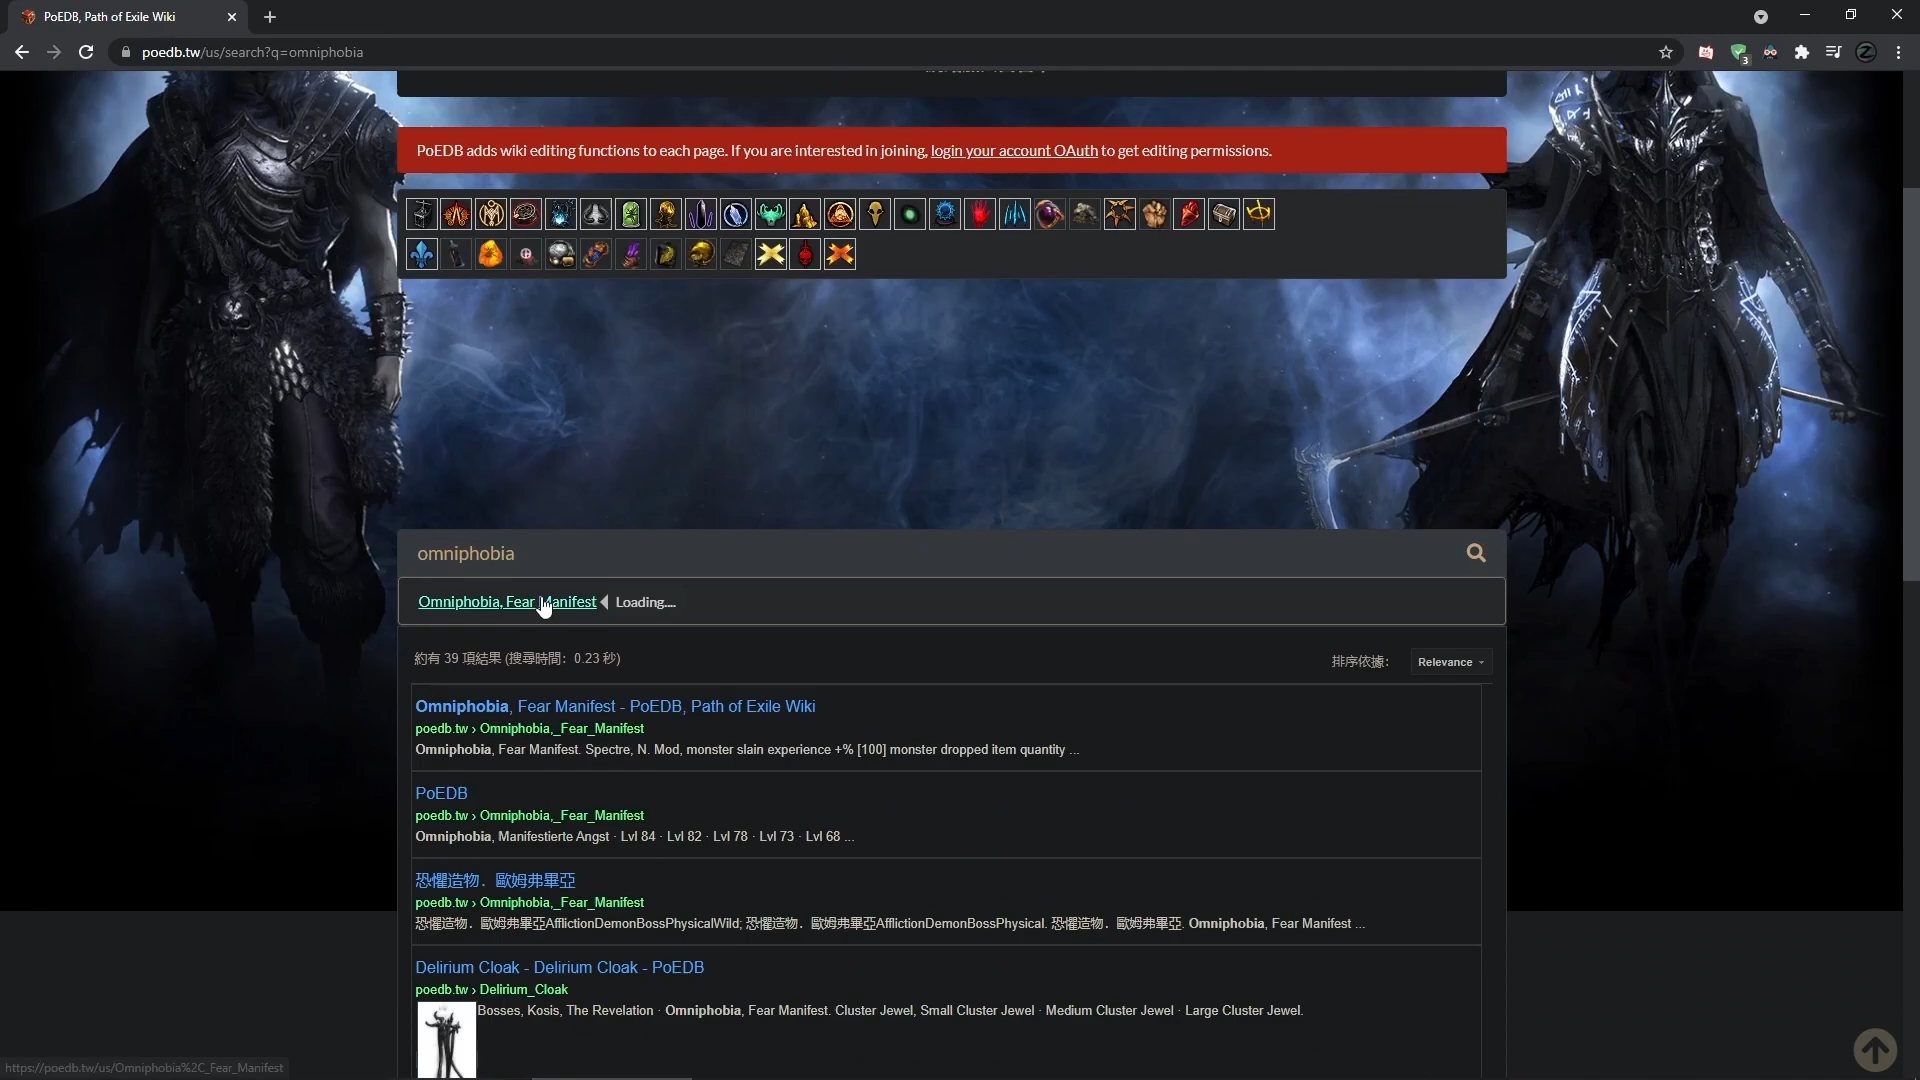 PoEDB, Path of Exile Wiki
poedb.tw/us/search?q=omniphobia
3
PoEDB adds wiki editing functions to each page. If you are interested in joining, login your account OAuth to get editing permissions.
omniphobia
Omniphobia, Fear Manifest Loading....
約有 39 項結果 (搜尋時間: 0.23 秒)
排序依據:
Relevance
Omniphobia, Fear Manifest - PoEDB, Path of Exile Wiki
poedb.tw › Omniphobia,_Fear_Manifest
Omniphobia, Fear Manifest. Spectre, N. Mod, monster slain experience +% [100] monster dropped item quantity ...
PoEDB
poedb.tw › Omniphobia,_Fear_Manifest
Omniphobia, Manifestierte Angst · Lvl 84 · Lvl 82 · Lvl 78 · Lvl 73 · Lvl 68 ...
恐懼造物．歐姆弗畢亞
poedb.tw › Omniphobia,_Fear_Manifest
恐懼造物．歐姆弗畢亞AfflictionDemonBossPhysicalWild; 恐懼造物．歐姆弗畢亞AfflictionDemonBossPhysical. 恐懼造物．歐姆弗畢亞. Omniphobia, Fear Manifest ...
Delirium Cloak - Delirium Cloak - PoEDB
poedb.tw › Delirium_Cloak
Bosses, Kosis, The Revelation · Omniphobia, Fear Manifest. Cluster Jewel, Small Cluster Jewel · Medium Cluster Jewel · Large Cluster Jewel.
https://poedb.tw/us/Omniphobia%2C_Fear_Manifest